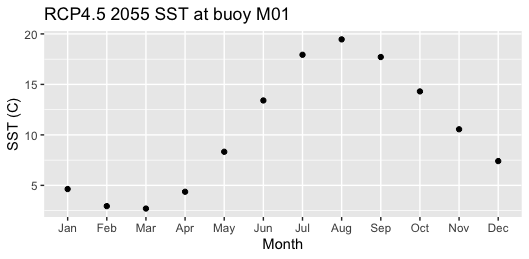 RCP4.5 2055 SST at buoy M01
SST (C)
20
15
10
5
Jan Feb Mar Apr May Jun Jul Aug Sep Oct Nov Dec
Month